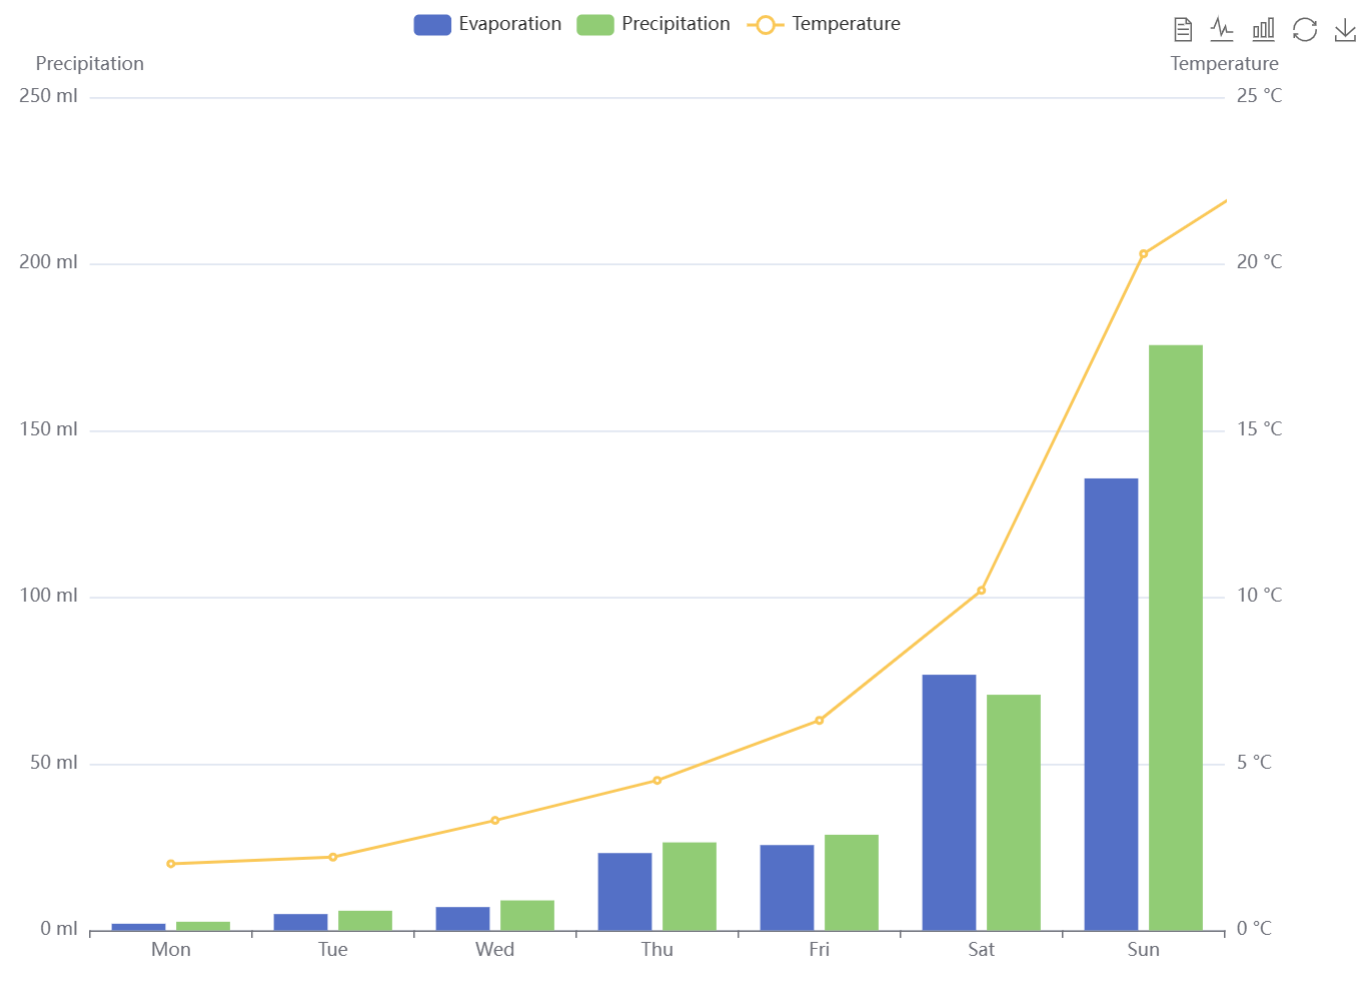 Evaporation Precipitation Temperature
Precipitation Temperature
250 ml 25 °C
200 ml 20 °C
150 ml 15 °C
100 ml 10 °C
50 ml 5 °C
0 ml 0 °C
Mon Tue Wed Thu Fri Sat Sun